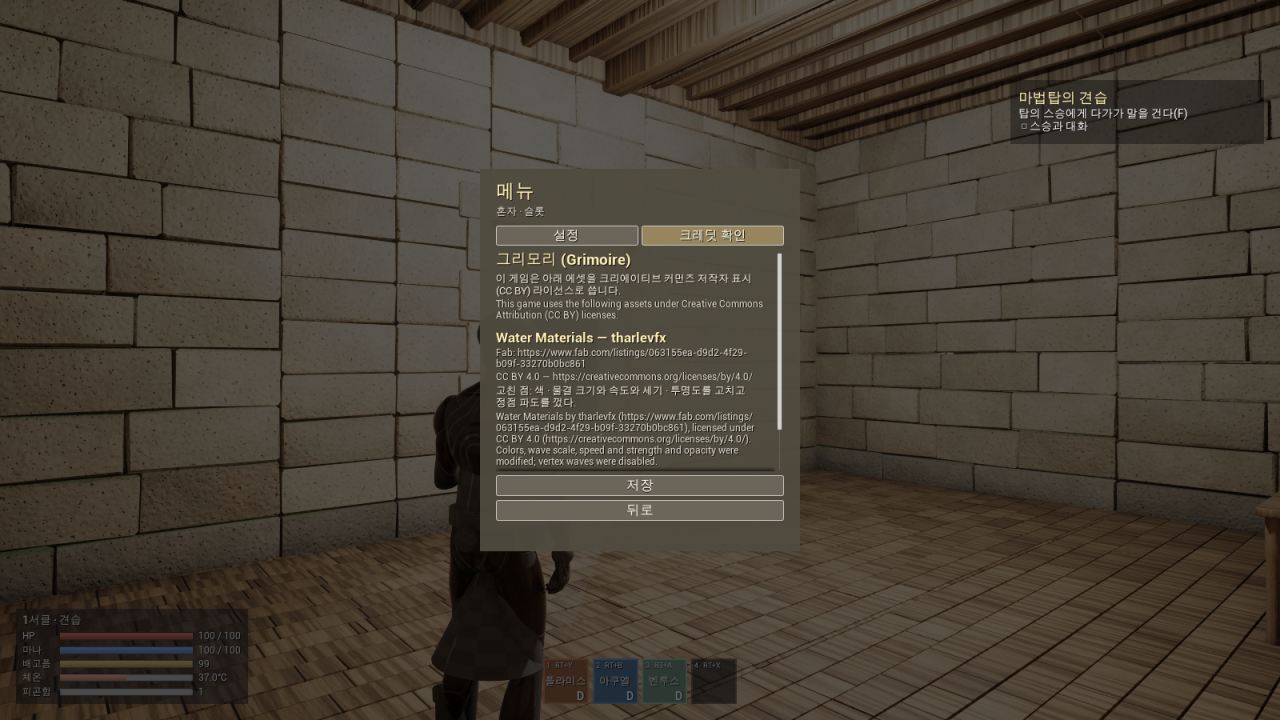 마법탑의 견습
탑의 스승에게 다가가 말을 건다(F)
스승과 대화
메뉴
혼자 · 슬롯
설정
크레딧 확인
그리모리 (Grimoire)
이 게임은 아래 에셋을 크리에이티브 커먼즈 저작자 표시
(CC BY) 라이선스로 씁니다.
This game uses the following assets under Creative Commons
Attribution (CC BY) licenses.
Water Materials — tharlevfx
Fab: https://www.fab.com/listings/063155ea-d9d2-4f29-
b09f-33270b0bc861
CC BY 4.0 — https://creativecommons.org/licenses/by/4.0/
고친 점: 색 · 물결 크기와 속도와 세기 · 투명도를 고치고
정점 파도를 껐다.
Water Materials by tharlevfx (https://www.fab.com/listings/
063155ea-d9d2-4f29-b09f-33270b0bc861), licensed under
CC BY 4.0 (https://creativecommons.org/licenses/by/4.0/).
Colors, wave scale, speed and strength and opacity were
modified; vertex waves were disabled.
저장
뒤로
1서클 · 견습
HP 100 / 100
마나 100 / 100
배고픔 99
체온 37.0°C
피곤함 1
1 · RT+Y 2 · RT+B 3 · RT+A 4 · RT+X
플라미스 아쿠엘 벤투스
D D D